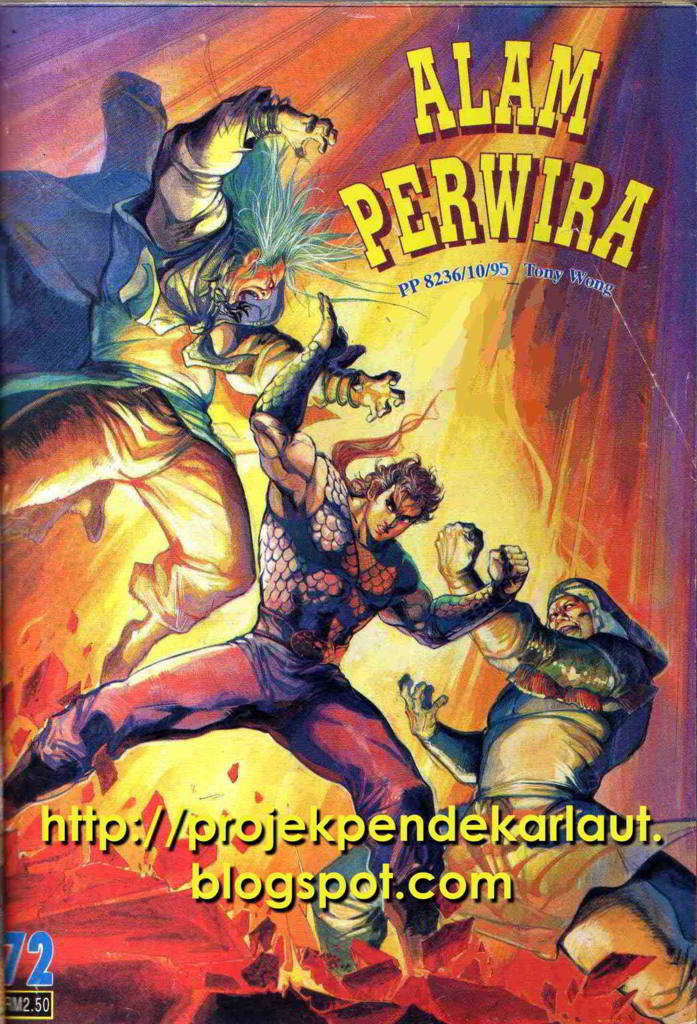 ALAM
PERWIRA
PP 8236/10/95 Tony Wong
http://projekpendekarlaut.
blogspot.com
72
RM2.50